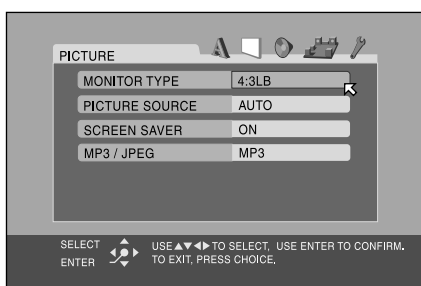 PICTURE
MONITOR TYPE 4:3LB
PICTURE SOURCE AUTO
SCREEN SAVER ON
MP3 / JPEG MP3
SELECT USE▲▼◀▶TO SELECT, USE ENTER TO CONFIRM.
ENTER TO EXIT, PRESS CHOICE.